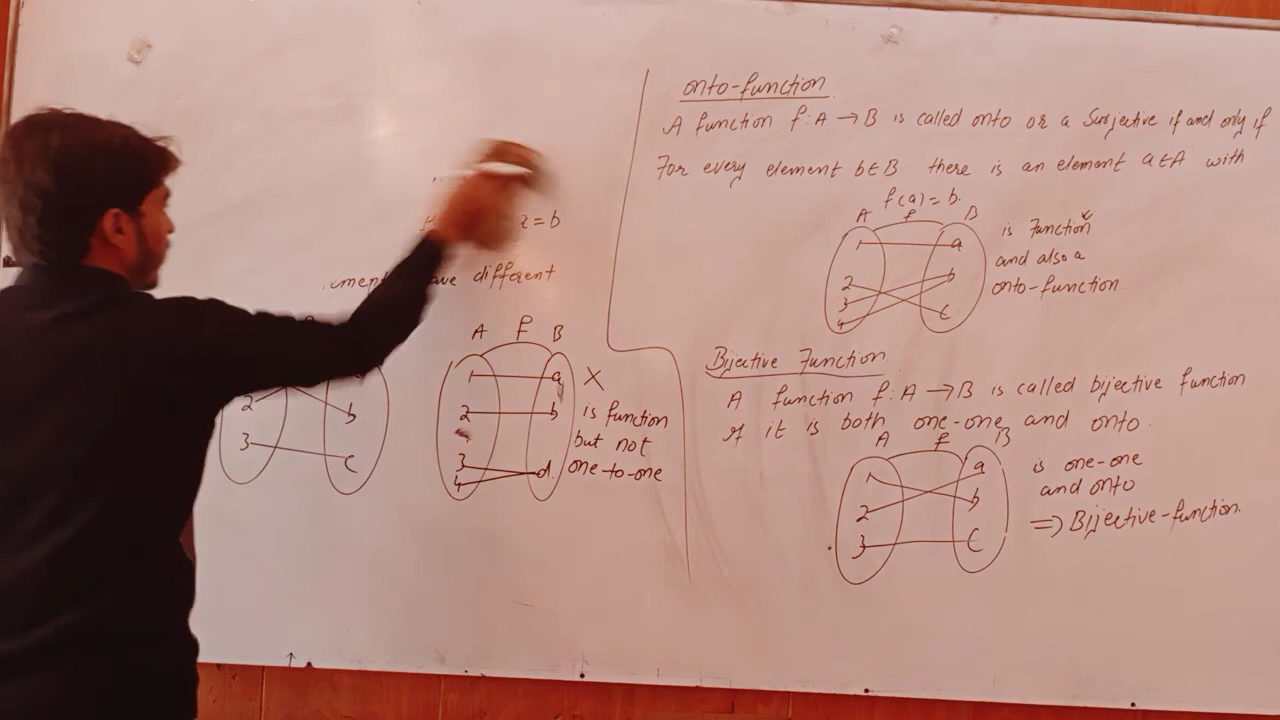 = b
have different
A f B
2 b
3 c
A f B
1 a X
2 b is function
but not
3 d one-to-one
4
onto-function
A function f: A → B is called onto or a Surjective if and only if
For every element b∈B there is an element a∈A with
f(a) = b.
A f B
1 a is Function
and also a
2 b onto-function.
3
4 c
Bijective Function
A function f: A → B is called bijective function
if it is both one-one and onto.
A f B
1 a is one-one
and onto
2 b ⇒ Bijective-function.
3 c